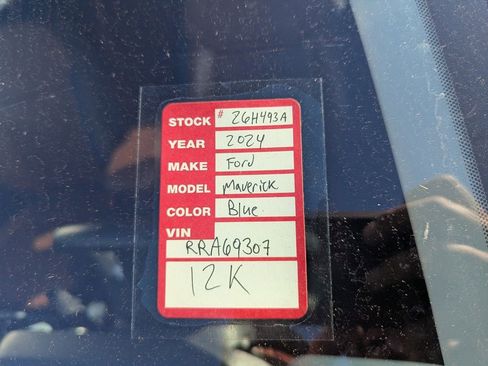 STOCK # 26H493A
YEAR 2024
MAKE Ford
MODEL Maverick
COLOR Blue
VIN
RRA69307
12K